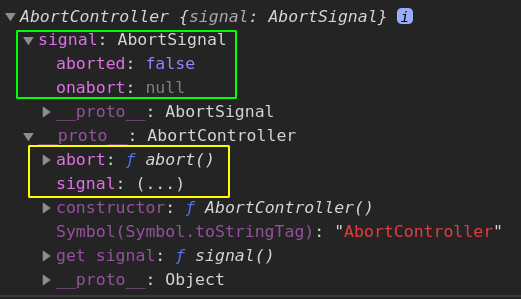 AbortController {signal: AbortSignal} i
signal: AbortSignal
aborted: false
onabort: null
__proto__: AbortSignal
__proto__: AbortController
abort: ƒ abort()
signal: (...)
constructor: ƒ AbortController()
Symbol(Symbol.toStringTag): "AbortController"
get signal: ƒ signal()
__proto__: Object